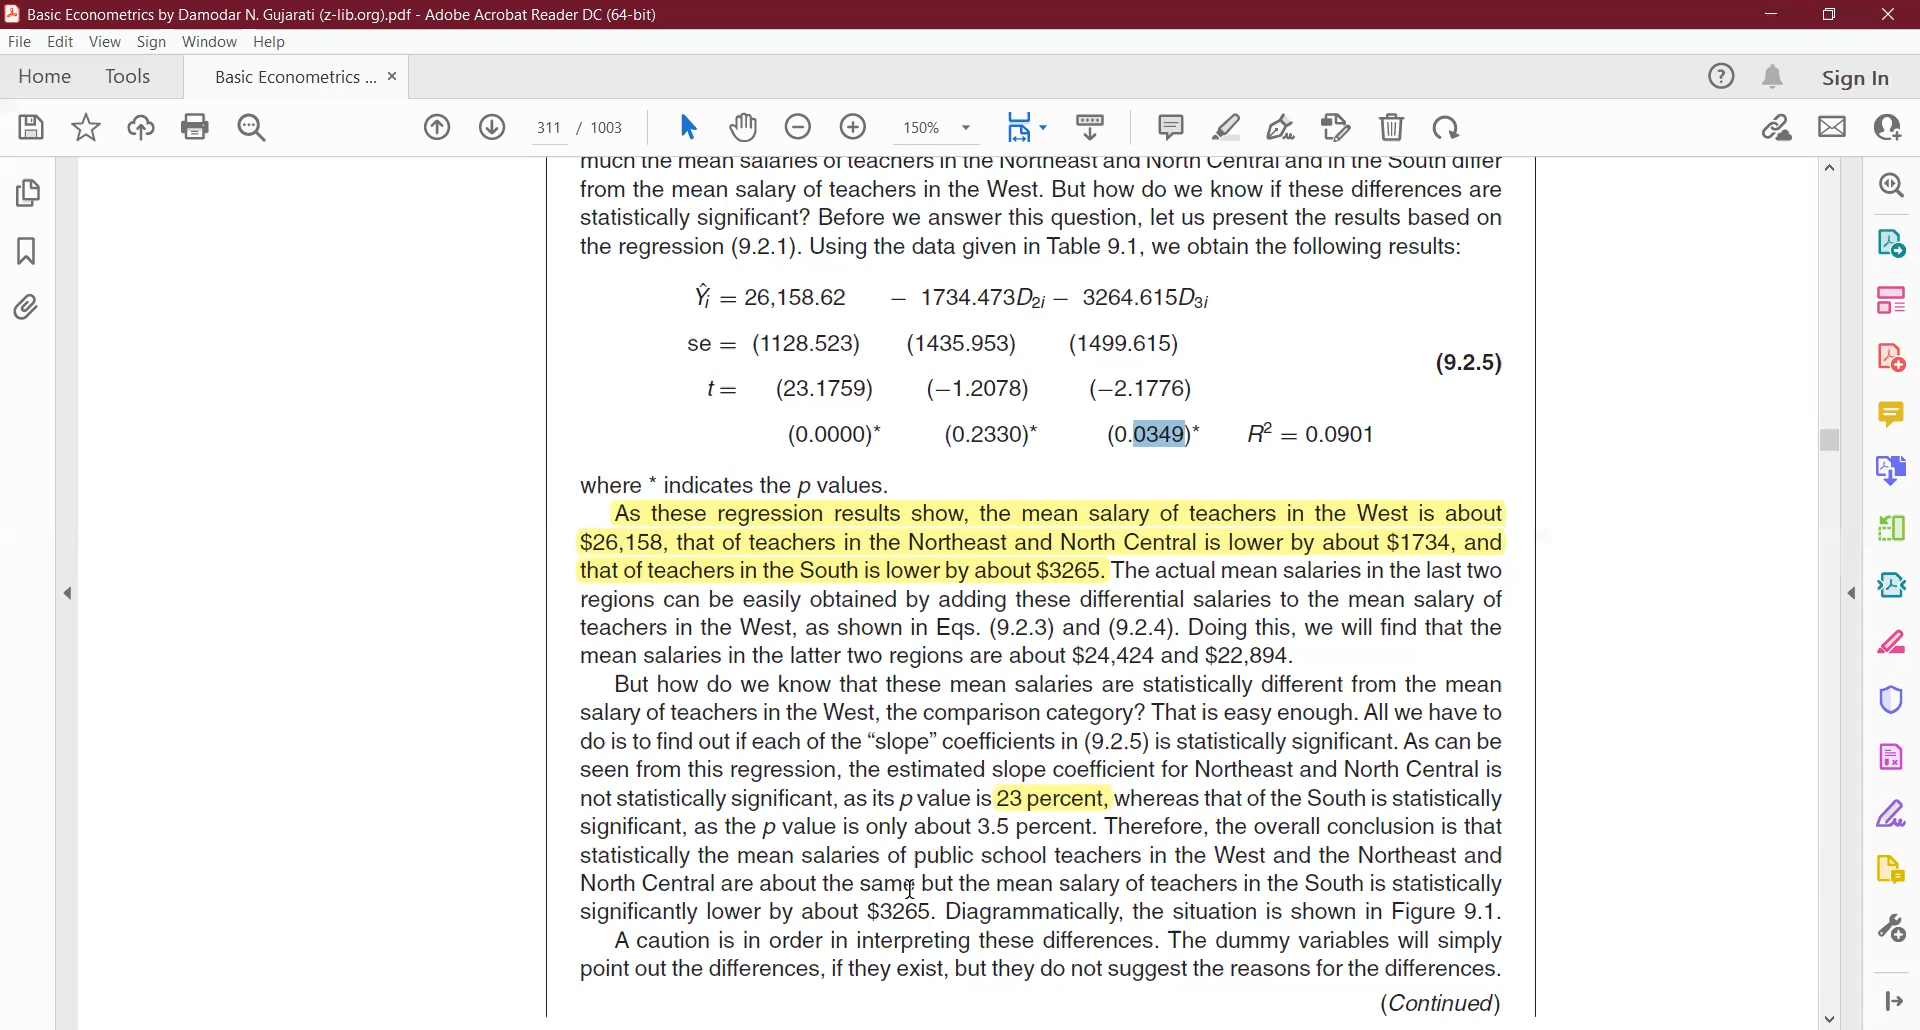 Basic Econometrics by Damodar N. Gujarati (z-lib.org).pdf - Adobe Acrobat Reader DC (64-bit)
File Edit View Sign Window Help
Home Tools Basic Econometrics ... × Sign In
311 / 1003 150%
much the mean salaries of teachers in the Northeast and North Central and in the South differ
from the mean salary of teachers in the West. But how do we know if these differences are
statistically significant? Before we answer this question, let us present the results based on
the regression (9.2.1). Using the data given in Table 9.1, we obtain the following results:
Ŷi = 26,158.62 − 1734.473D2i − 3264.615D3i
se = (1128.523) (1435.953) (1499.615)
(9.2.5)
t = (23.1759) (−1.2078) (−2.1776)
(0.0000)* (0.2330)* (0.0349)* R² = 0.0901
where * indicates the p values.
As these regression results show, the mean salary of teachers in the West is about
$26,158, that of teachers in the Northeast and North Central is lower by about $1734, and
that of teachers in the South is lower by about $3265. The actual mean salaries in the last two
regions can be easily obtained by adding these differential salaries to the mean salary of
teachers in the West, as shown in Eqs. (9.2.3) and (9.2.4). Doing this, we will find that the
mean salaries in the latter two regions are about $24,424 and $22,894.
But how do we know that these mean salaries are statistically different from the mean
salary of teachers in the West, the comparison category? That is easy enough. All we have to
do is to find out if each of the “slope” coefficients in (9.2.5) is statistically significant. As can be
seen from this regression, the estimated slope coefficient for Northeast and North Central is
not statistically significant, as its p value is 23 percent, whereas that of the South is statistically
significant, as the p value is only about 3.5 percent. Therefore, the overall conclusion is that
statistically the mean salaries of public school teachers in the West and the Northeast and
North Central are about the same but the mean salary of teachers in the South is statistically
significantly lower by about $3265. Diagrammatically, the situation is shown in Figure 9.1.
A caution is in order in interpreting these differences. The dummy variables will simply
point out the differences, if they exist, but they do not suggest the reasons for the differences.
(Continued)